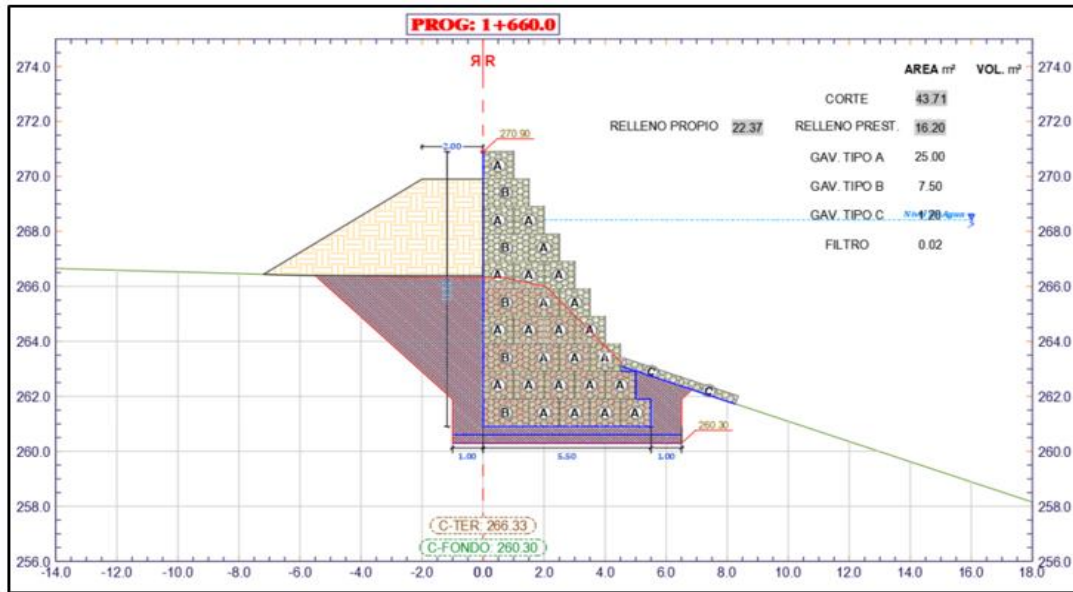 PROG: 1+660.0
R R
AREA m² VOL. m³
CORTE 43.71
RELLENO PROPIO 22.37 RELLENO PREST. 16.20
GAV. TIPO A 25.00
GAV. TIPO B 7.50
GAV. TIPO C 1.20
FILTRO 0.02
270.90
2.00
274.0 274.0
272.0 272.0
270.0 270.0
268.0 268.0
266.0 266.0
264.0 264.0
262.0 262.0
260.0 260.0
258.0 258.0
256.0 256.0
A
B
A A
B A
A A A
B A A
A A A A
B A A A
C
A A A A A
C
B A A A A
260.30
1.00 5.50 1.00
C-TER: 266.33
C-FONDO: 260.30
-14.0 -12.0 -10.0 -8.0 -6.0 -4.0 -2.0 0.0 2.0 4.0 6.0 8.0 10.0 12.0 14.0 16.0 18.0